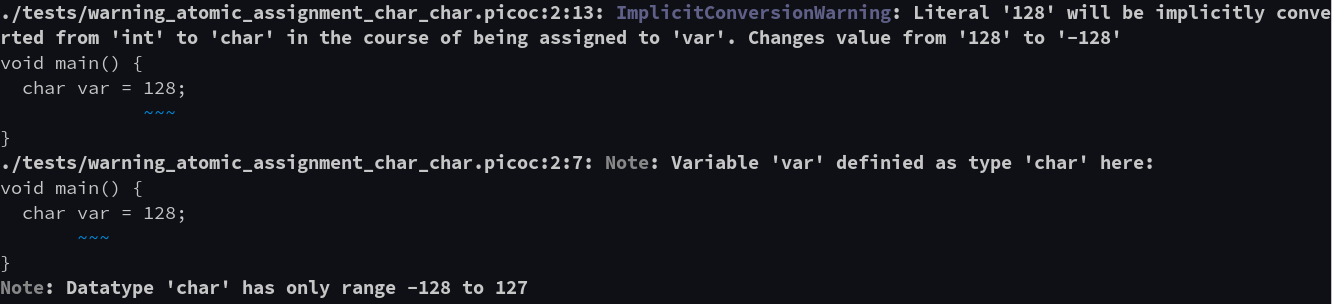 ./tests/warning_atomic_assignment_char_char.picoc:2:13: ImplicitConversionWarning: Literal '128' will be implicitly conve
rted from 'int' to 'char' in the course of being assigned to 'var'. Changes value from '128' to '-128'
void main() {
  char var = 128;
             ~~~
}
./tests/warning_atomic_assignment_char_char.picoc:2:7: Note: Variable 'var' definied as type 'char' here:
void main() {
  char var = 128;
       ~~~
}
Note: Datatype 'char' has only range -128 to 127